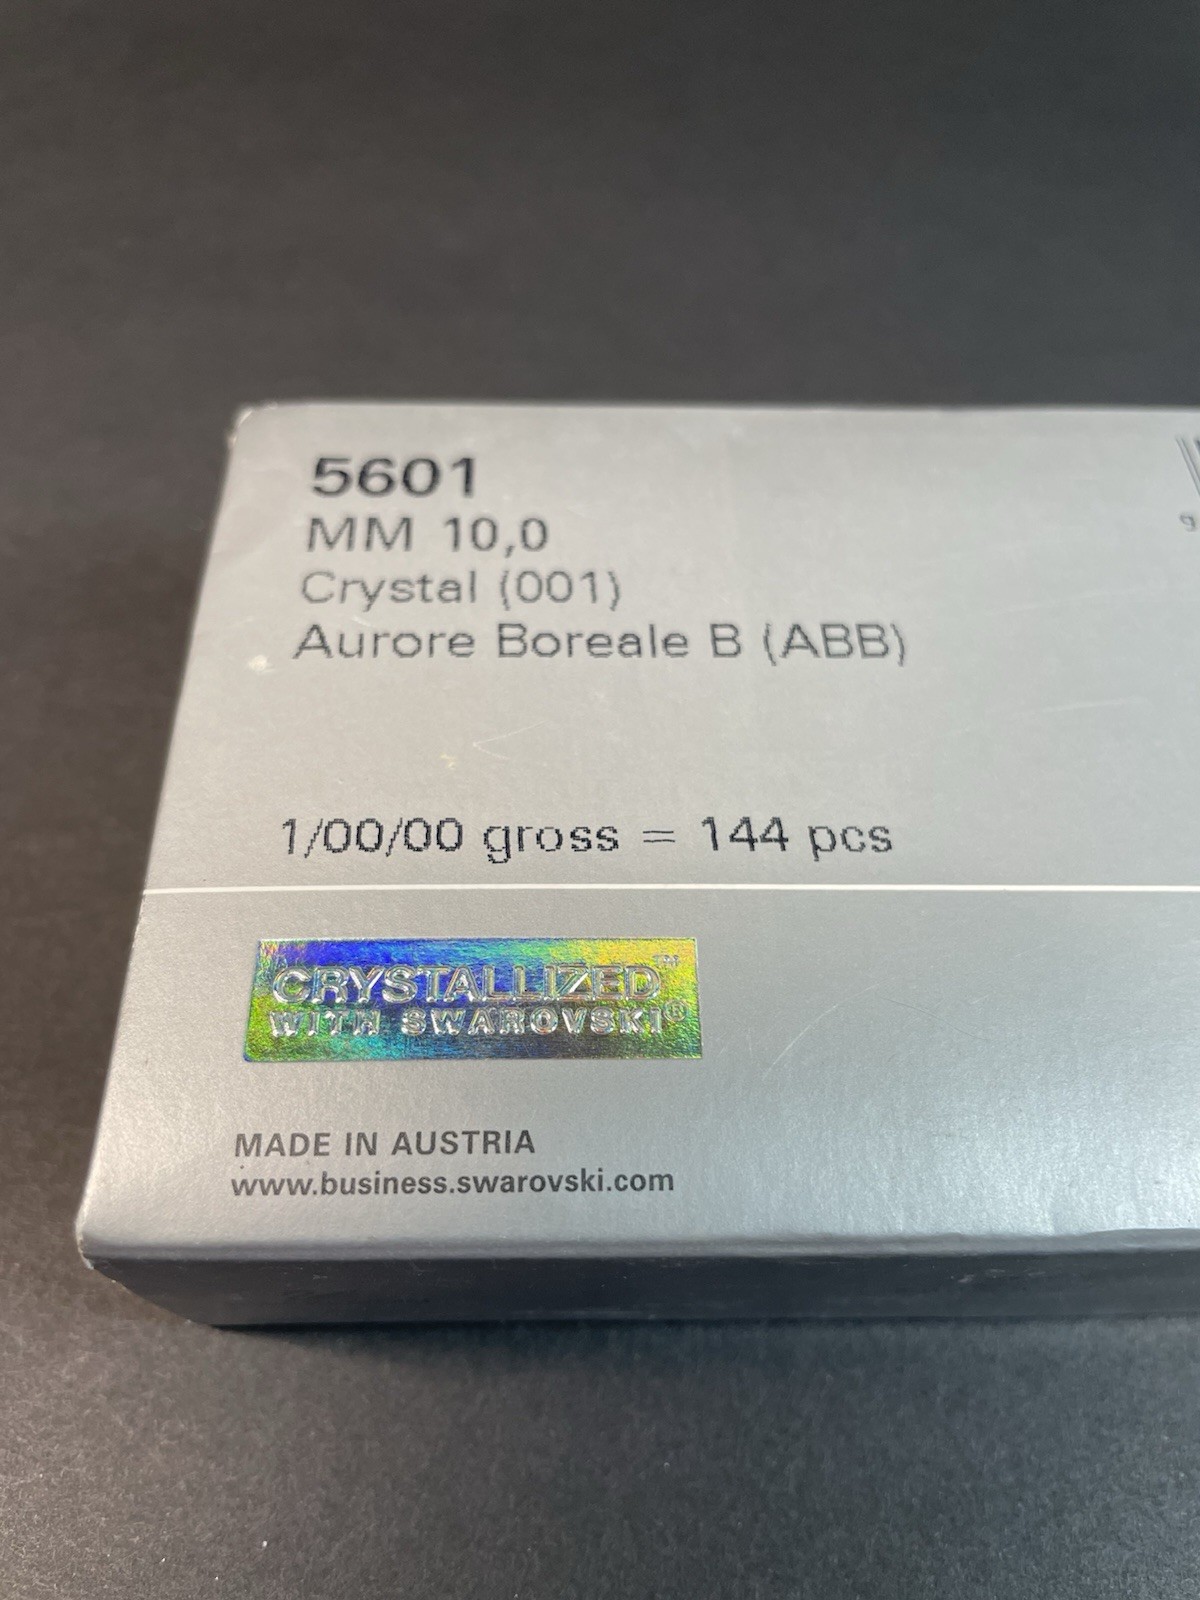 5601
MM 10,0
Crystal (001)
Aurore Boreale B (ABB)
1/00/00 gross = 144 pcs
CRYSTALLIZED™
WITH SWAROVSKI®
MADE IN AUSTRIA
www.business.swarovski.com